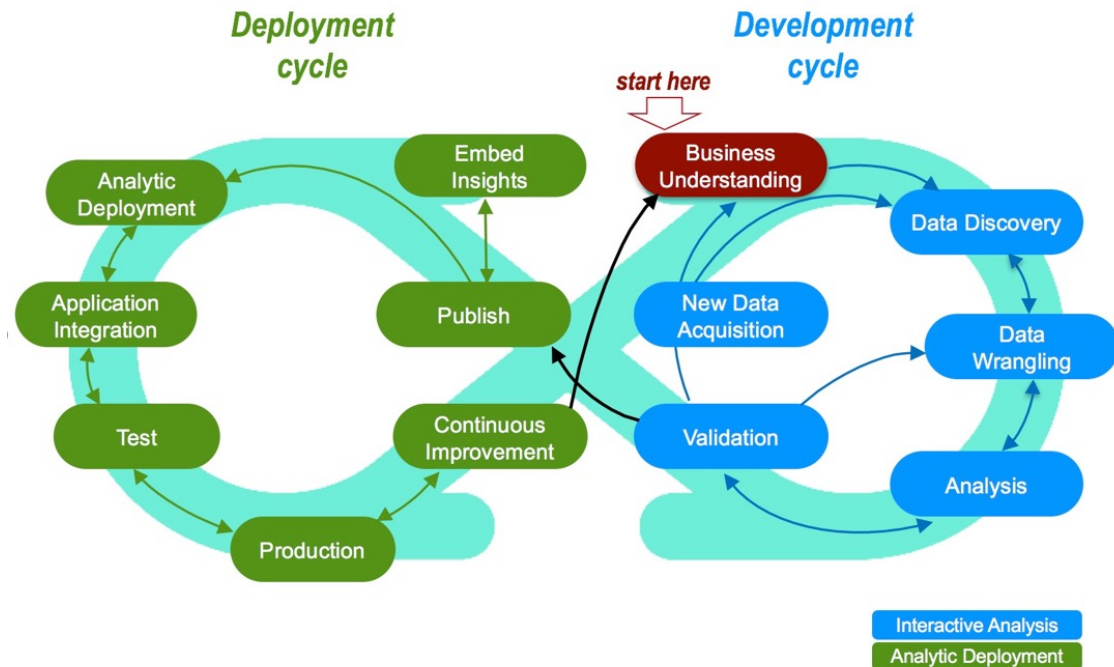 Deployment
cycle
Development
cycle
start here
Embed
Insights
Business
Understanding
Analytic
Deployment
Data Discovery
Application
Integration
Publish
New Data
Acquisition
Data
Wrangling
Test
Continuous
Improvement
Validation
Analysis
Production
Interactive Analysis
Analytic Deployment